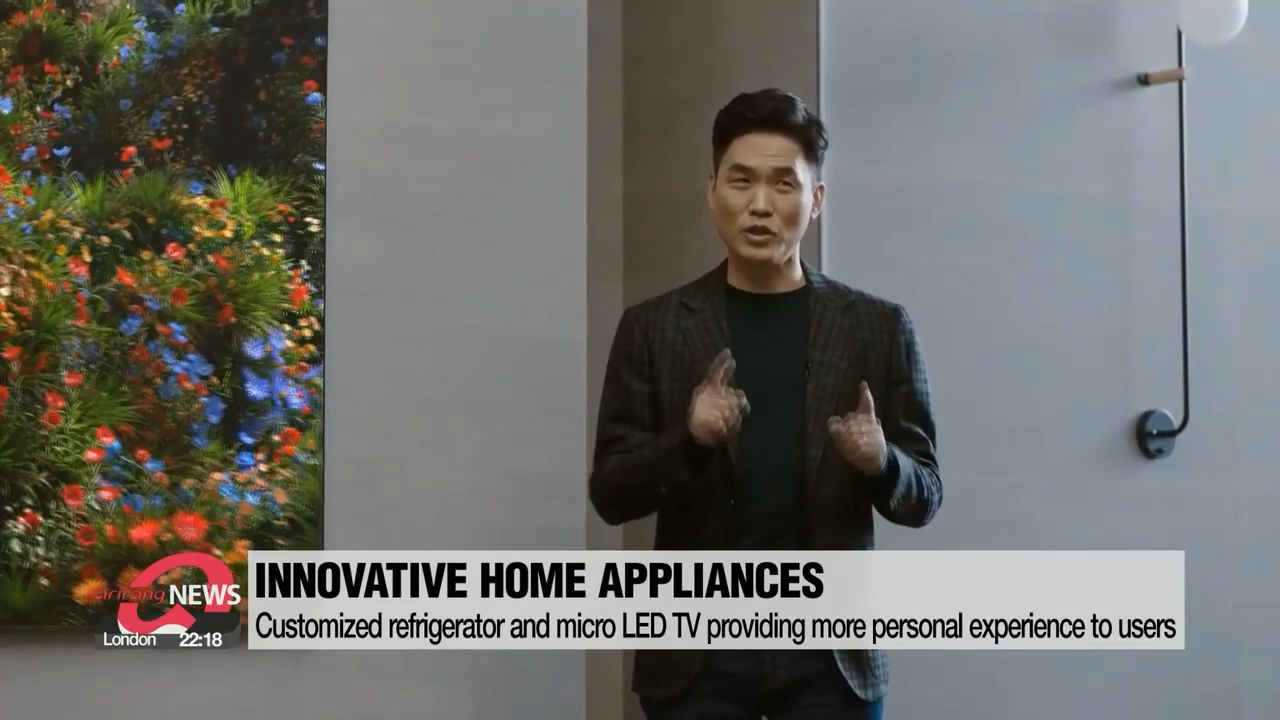 INNOVATIVE HOME APPLIANCES
Customized refrigerator and micro LED TV providing more personal experience to users
arirang NEWS
London 22:18